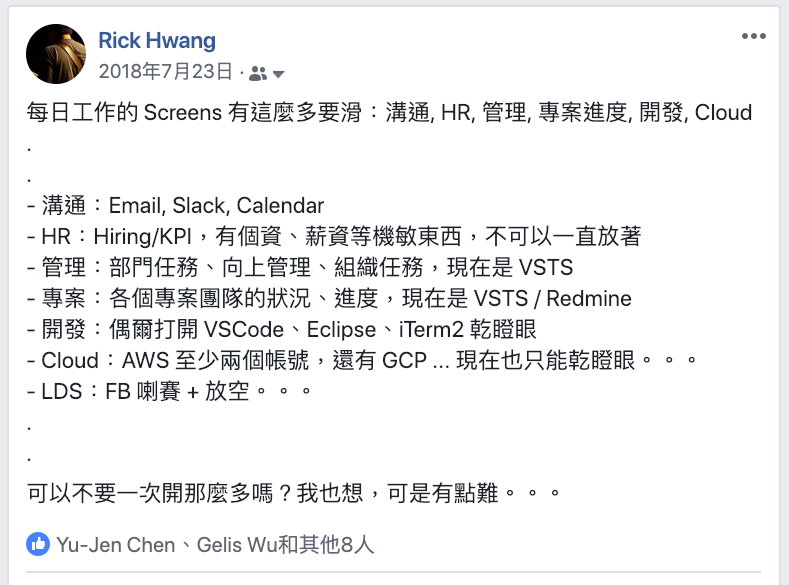 Rick Hwang
2018年7月23日 ·
每日工作的 Screens 有這麼多要滑：溝通, HR, 管理, 專案進度, 開發, Cloud
.
.
- 溝通：Email, Slack, Calendar
- HR：Hiring/KPI，有個資、薪資等機敏東西，不可以一直放著
- 管理：部門任務、向上管理、組織任務，現在是 VSTS
- 專案：各個專案團隊的狀況、進度，現在是 VSTS / Redmine
- 開發：偶爾打開 VSCode、Eclipse、iTerm2 乾瞪眼
- Cloud：AWS 至少兩個帳號，還有 GCP ... 現在也只能乾瞪眼。。。
- LDS：FB 喇賽 + 放空。。。
.
.
可以不要一次開那麼多嗎？我也想，可是有點難。。。
Yu-Jen Chen、Gelis Wu和其他8人